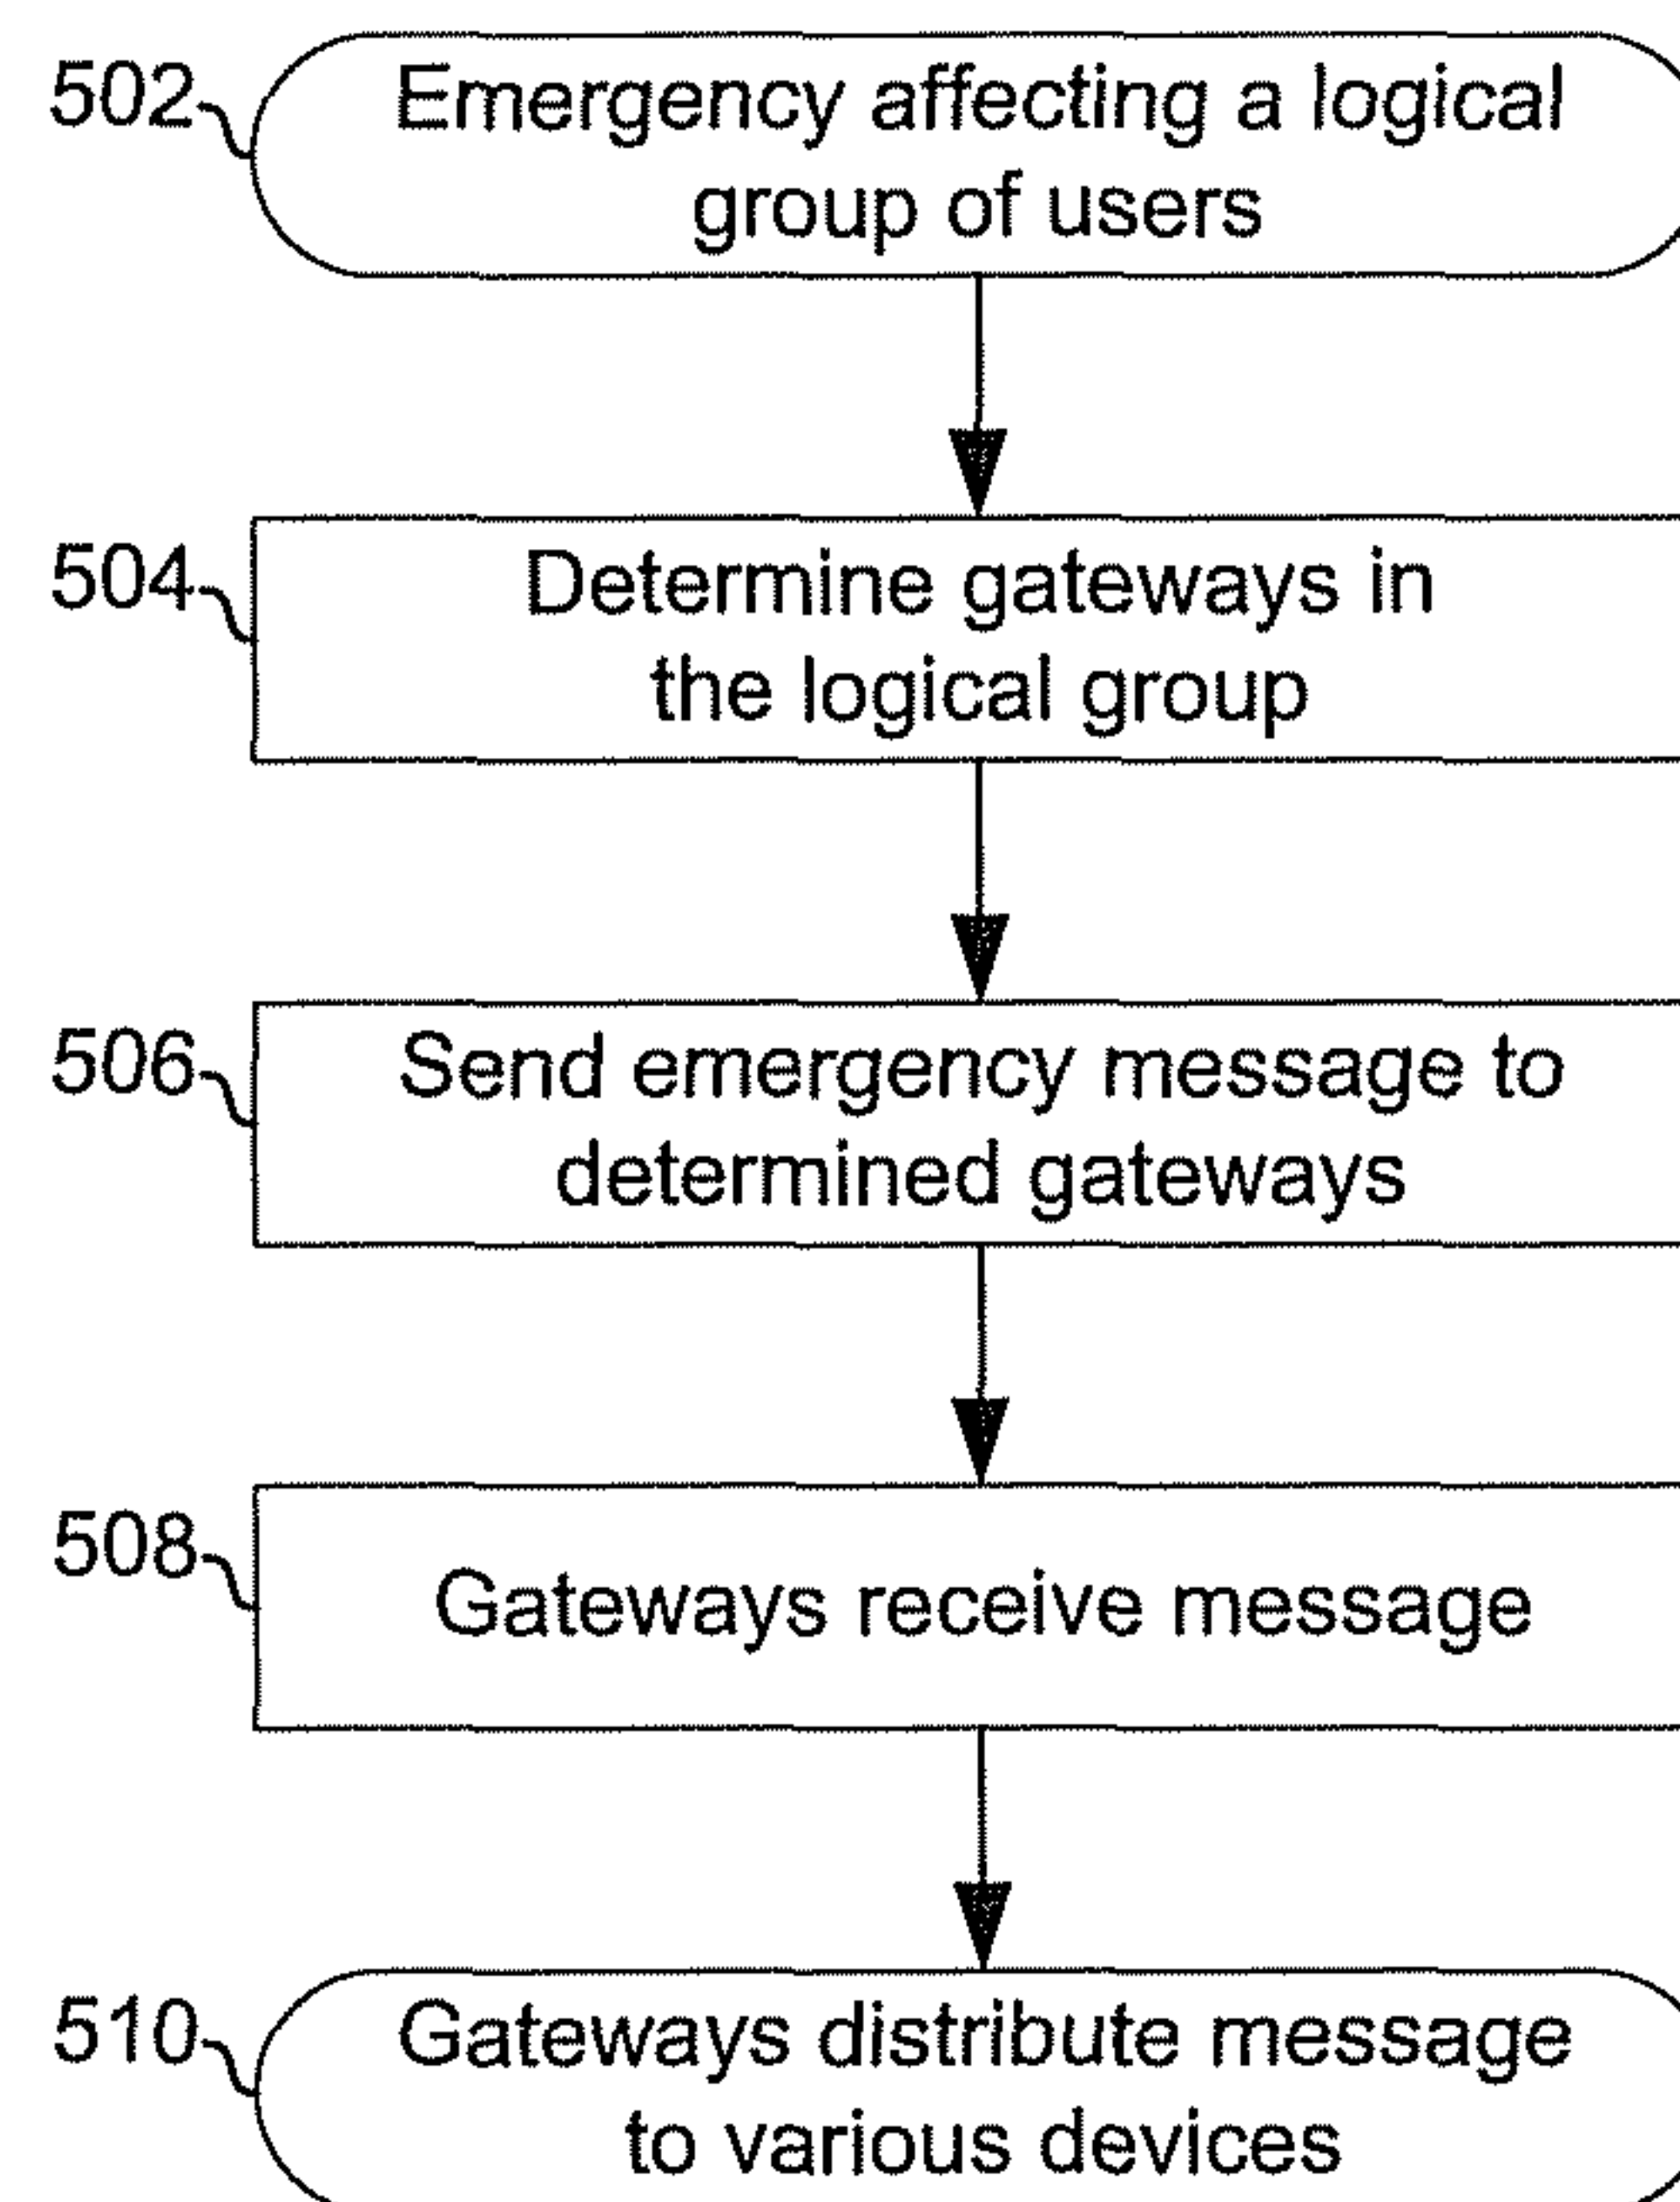 502
Emergency affecting a logical
group of users
504
Determine gateways in
the logical group
506
Send emergency message to
determined gateways
508
Gateways receive message
510
Gateways distribute message
to various devices